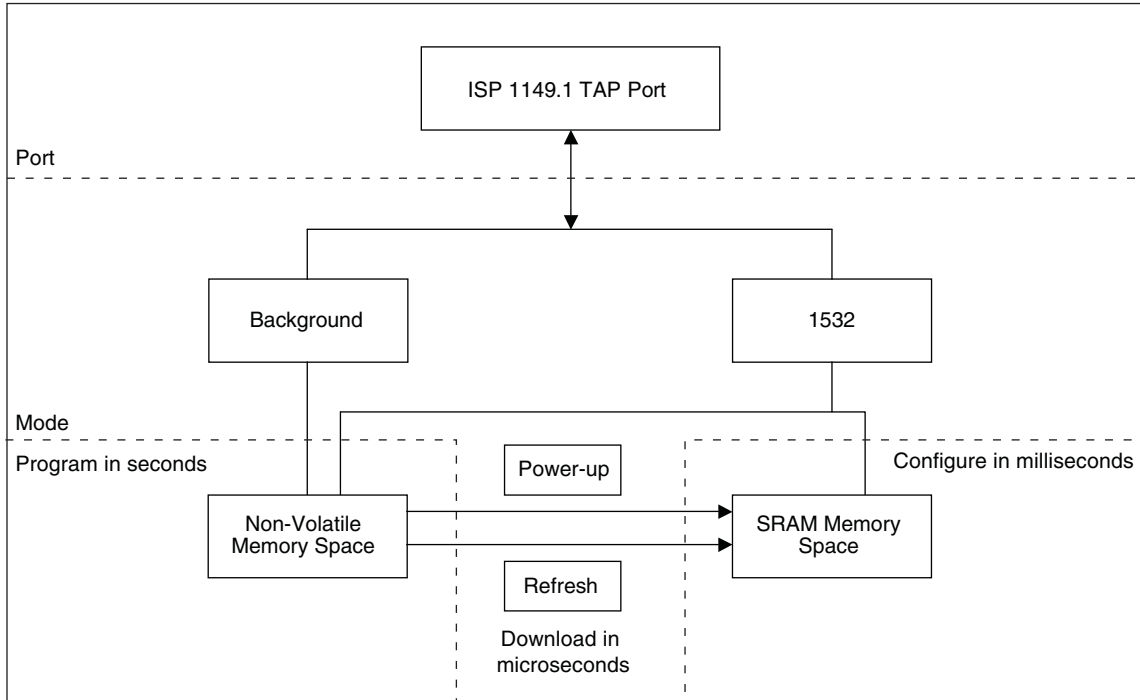 ISP 1149.1 TAP Port
Port
Background
1532
Mode
Program in seconds
Power-up
Configure in milliseconds
Non-Volatile
Memory Space
SRAM Memory
Space
Refresh
Download in
microseconds